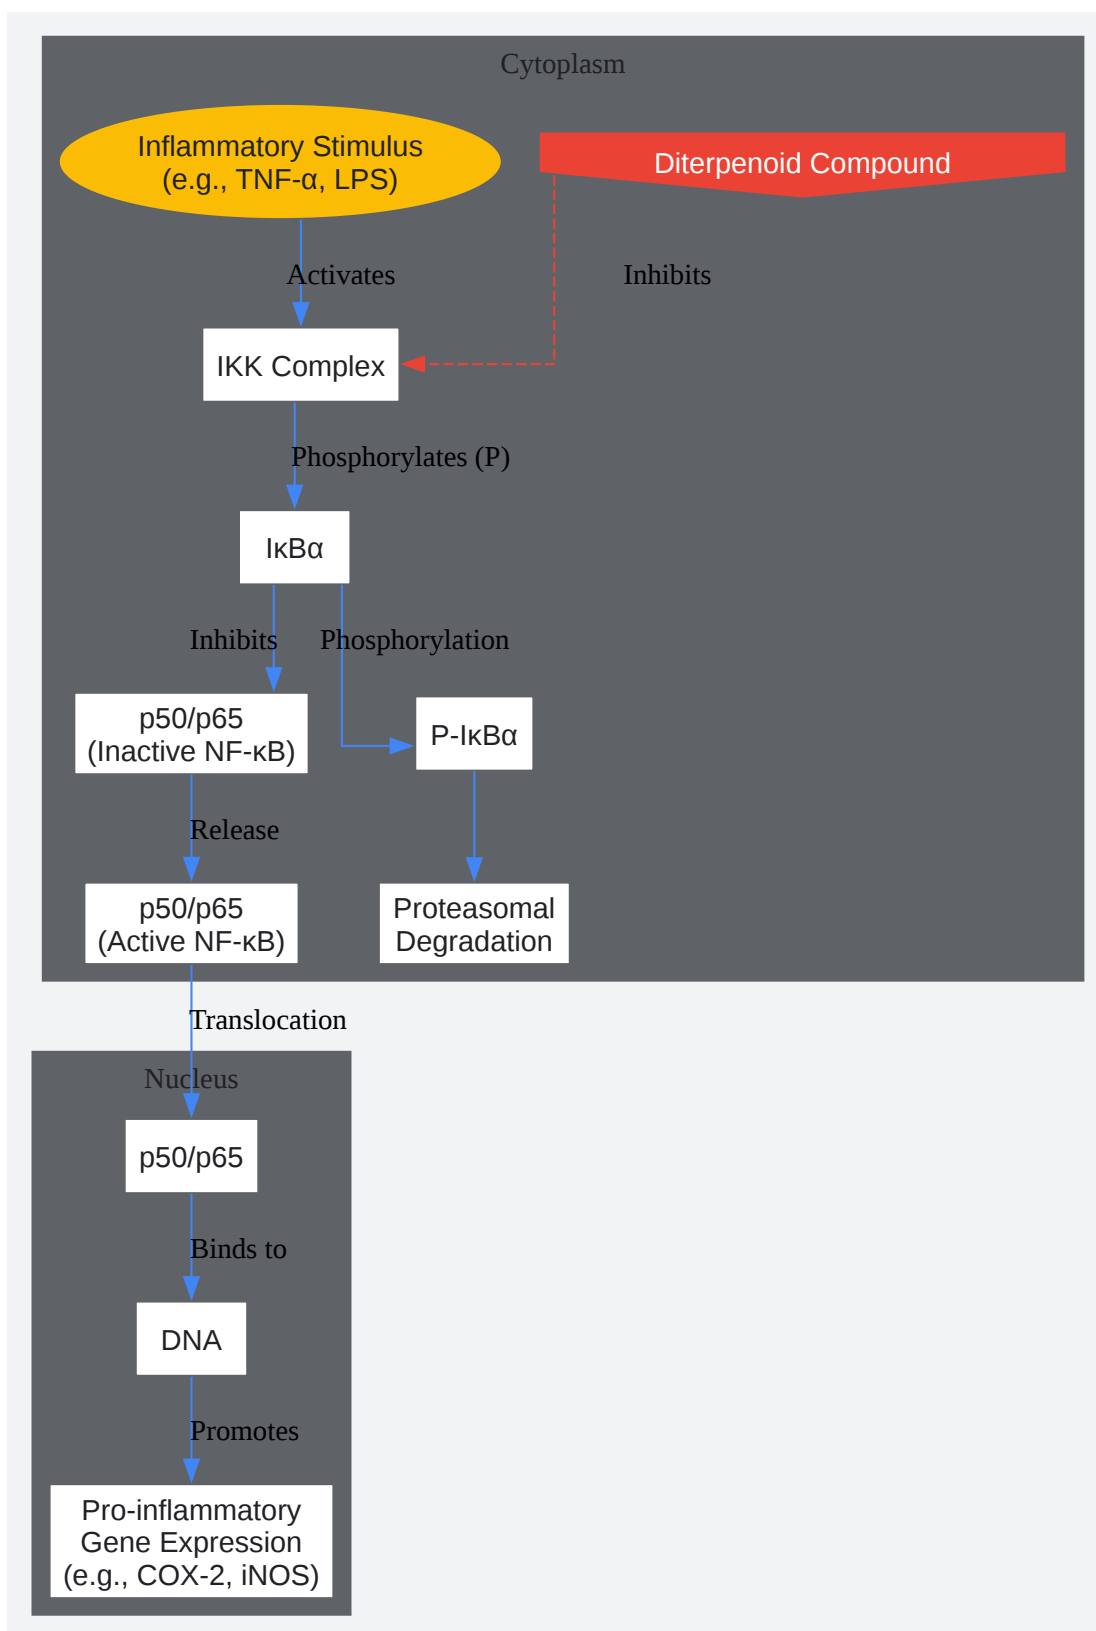 Cytoplasm
Inflammatory Stimulus
(e.g., TNF-α, LPS)
Diterpenoid Compound
Activates
Inhibits
IKK Complex
Phosphorylates (P)
IκBα
Inhibits
Phosphorylation
p50/p65
(Inactive NF-κB)
P-IκBα
Release
p50/p65
(Active NF-κB)
Proteasomal
Degradation
Translocation
Nucleus
p50/p65
Binds to
DNA
Promotes
Pro-inflammatory
Gene Expression
(e.g., COX-2, iNOS)